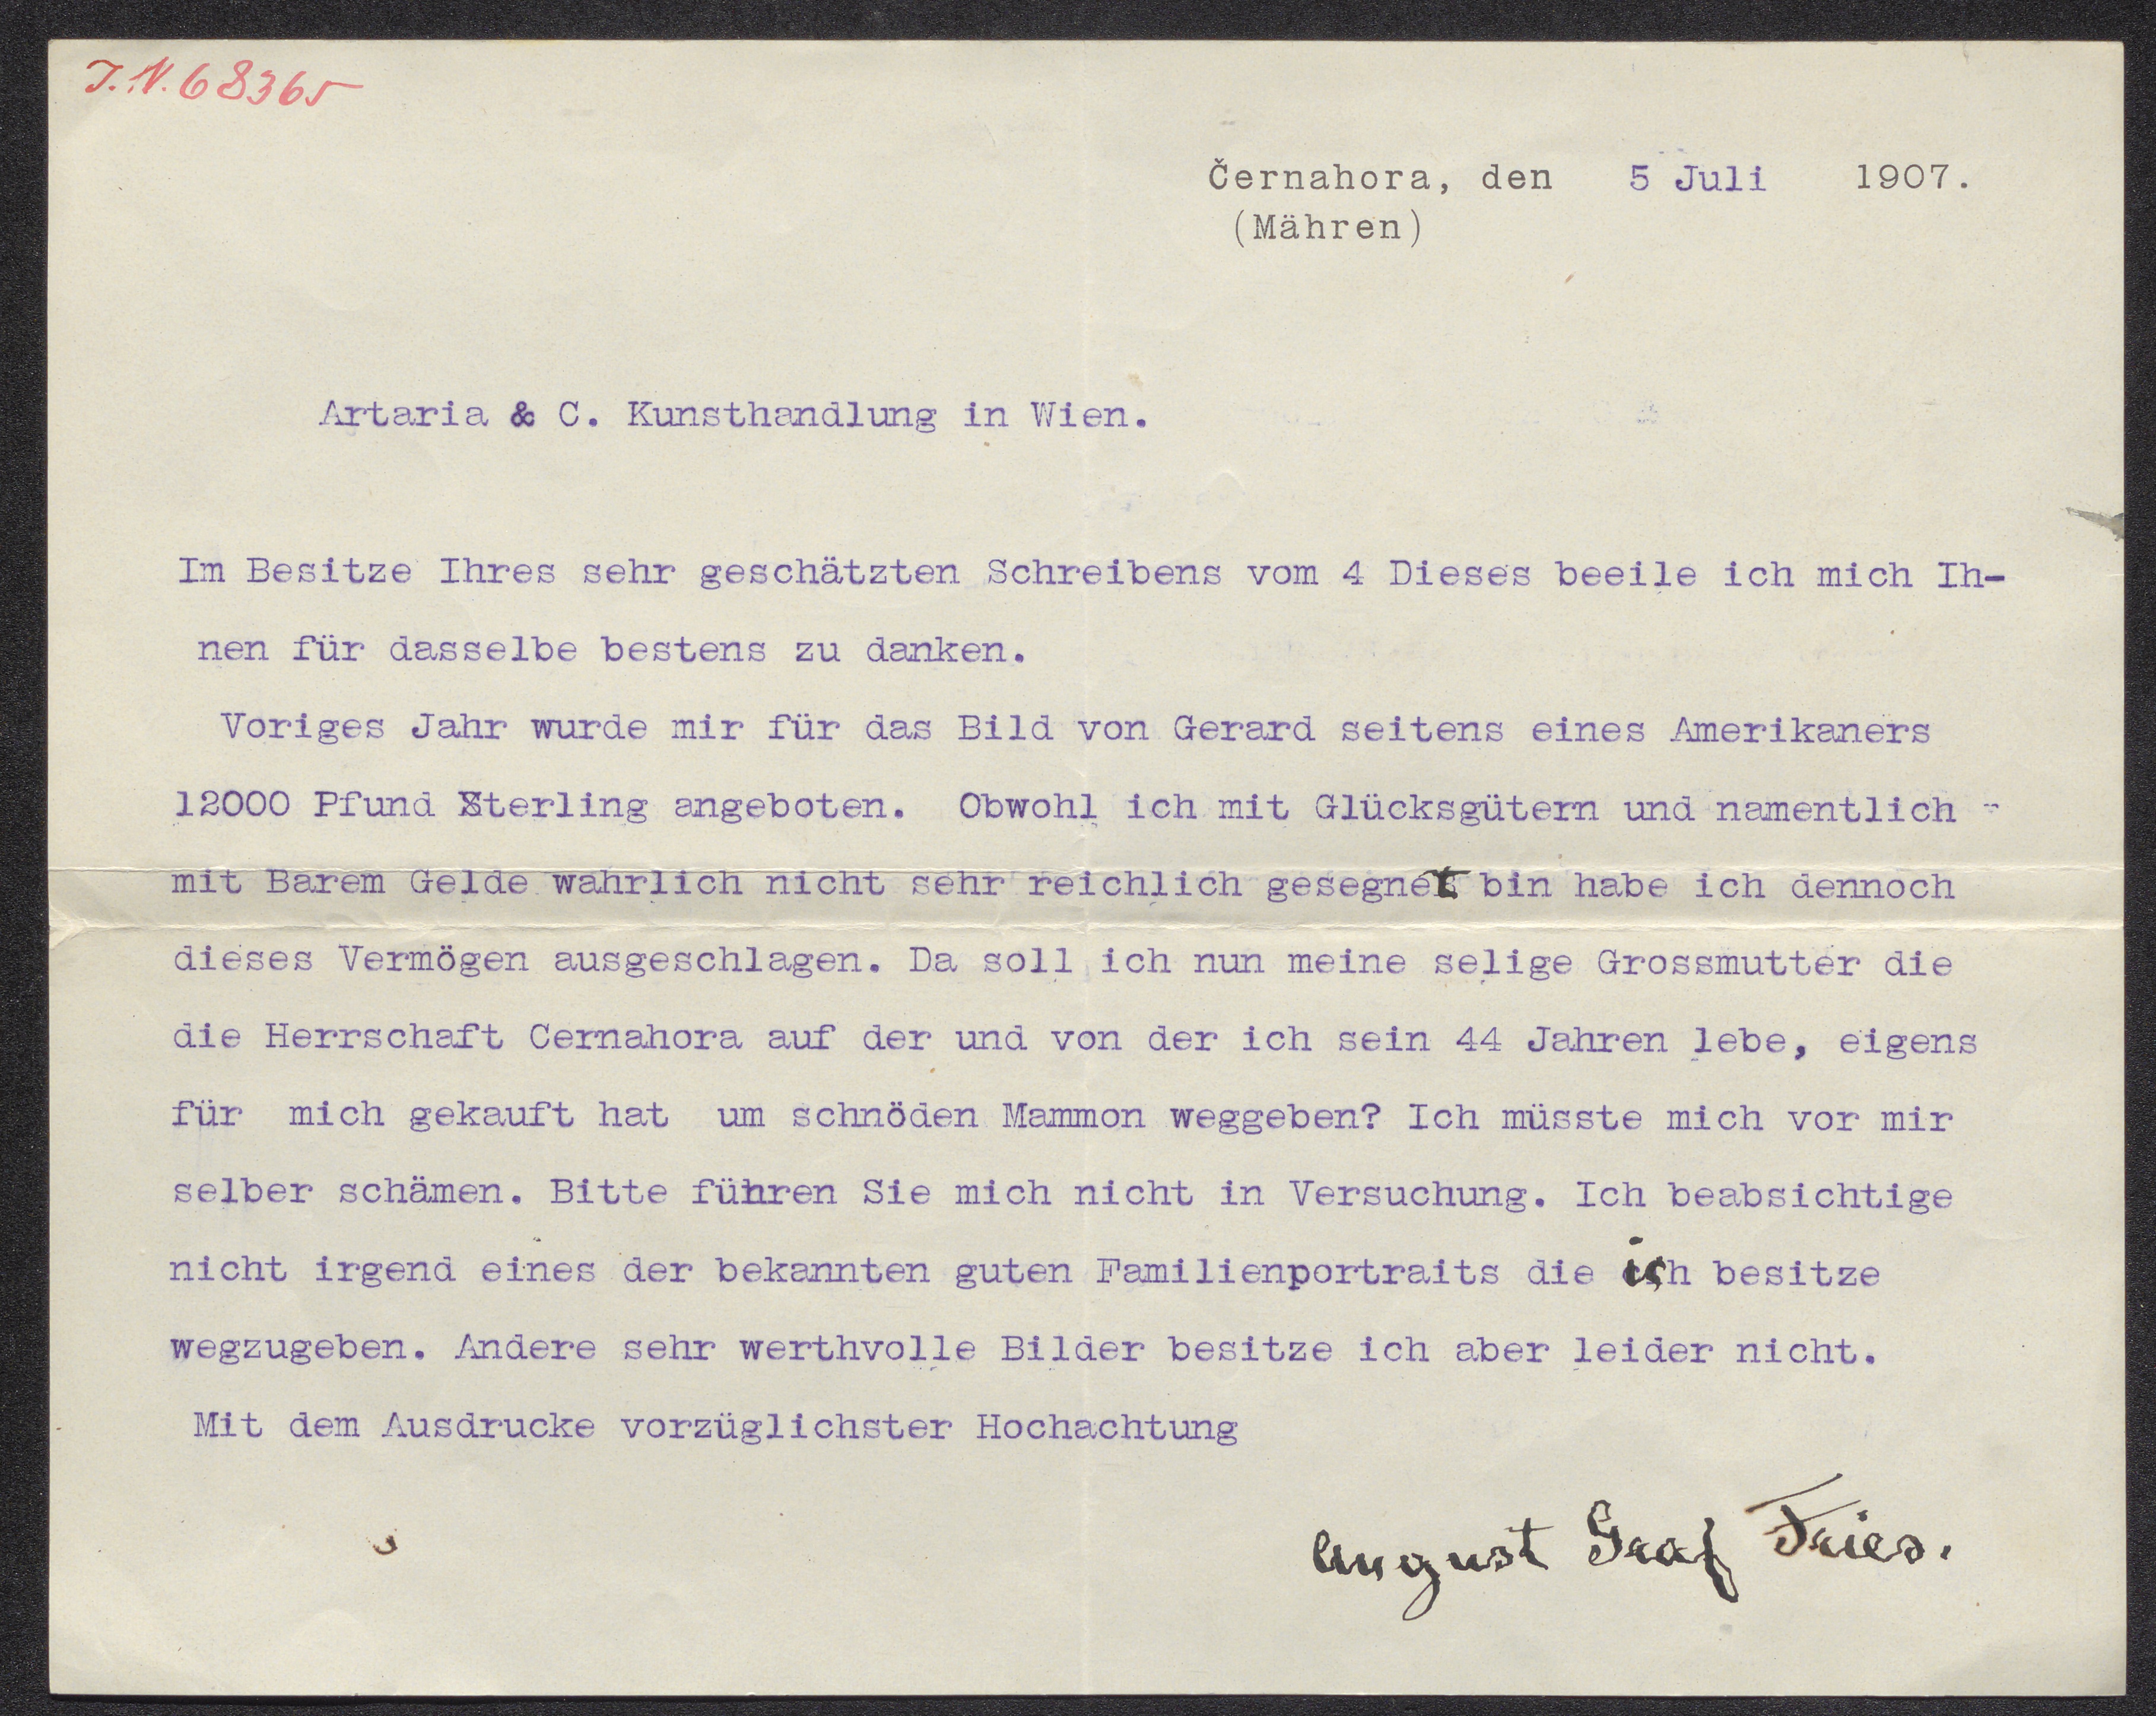 I.N. 68365
Černahora, den 5 Juli 1907.
(Mähren)
Artaria & C. Kunsthandlung in Wien.
Im Besitze Ihres sehr geschätzten Schreibens vom 4 Dieses beeile ich mich Ih-
nen für dasselbe bestens zu danken.
Voriges Jahr wurde mir für das Bild von Gerard seitens eines Amerikaners
12000 Pfund Sterling angeboten. Obwohl ich mit Glücksgütern und namentlich -
mit Barem Gelde wahrlich nicht sehr reichlich gesegnet bin habe ich dennoch
dieses Vermögen ausgeschlagen. Da soll ich nun meine selige Grossmutter die
die Herrschaft Cernahora auf der und von der ich sein 44 Jahren lebe, eigens
für mich gekauft hat um schnöden Mammon weggeben? Ich müsste mich vor mir
selber schämen. Bitte führen Sie mich nicht in Versuchung. Ich beabsichtige
nicht irgend eines der bekannten guten Familienportraits die ich besitze
wegzugeben. Andere sehr werthvolle Bilder besitze ich aber leider nicht.
Mit dem Ausdrucke vorzüglichster Hochachtung
August Graf Fries.